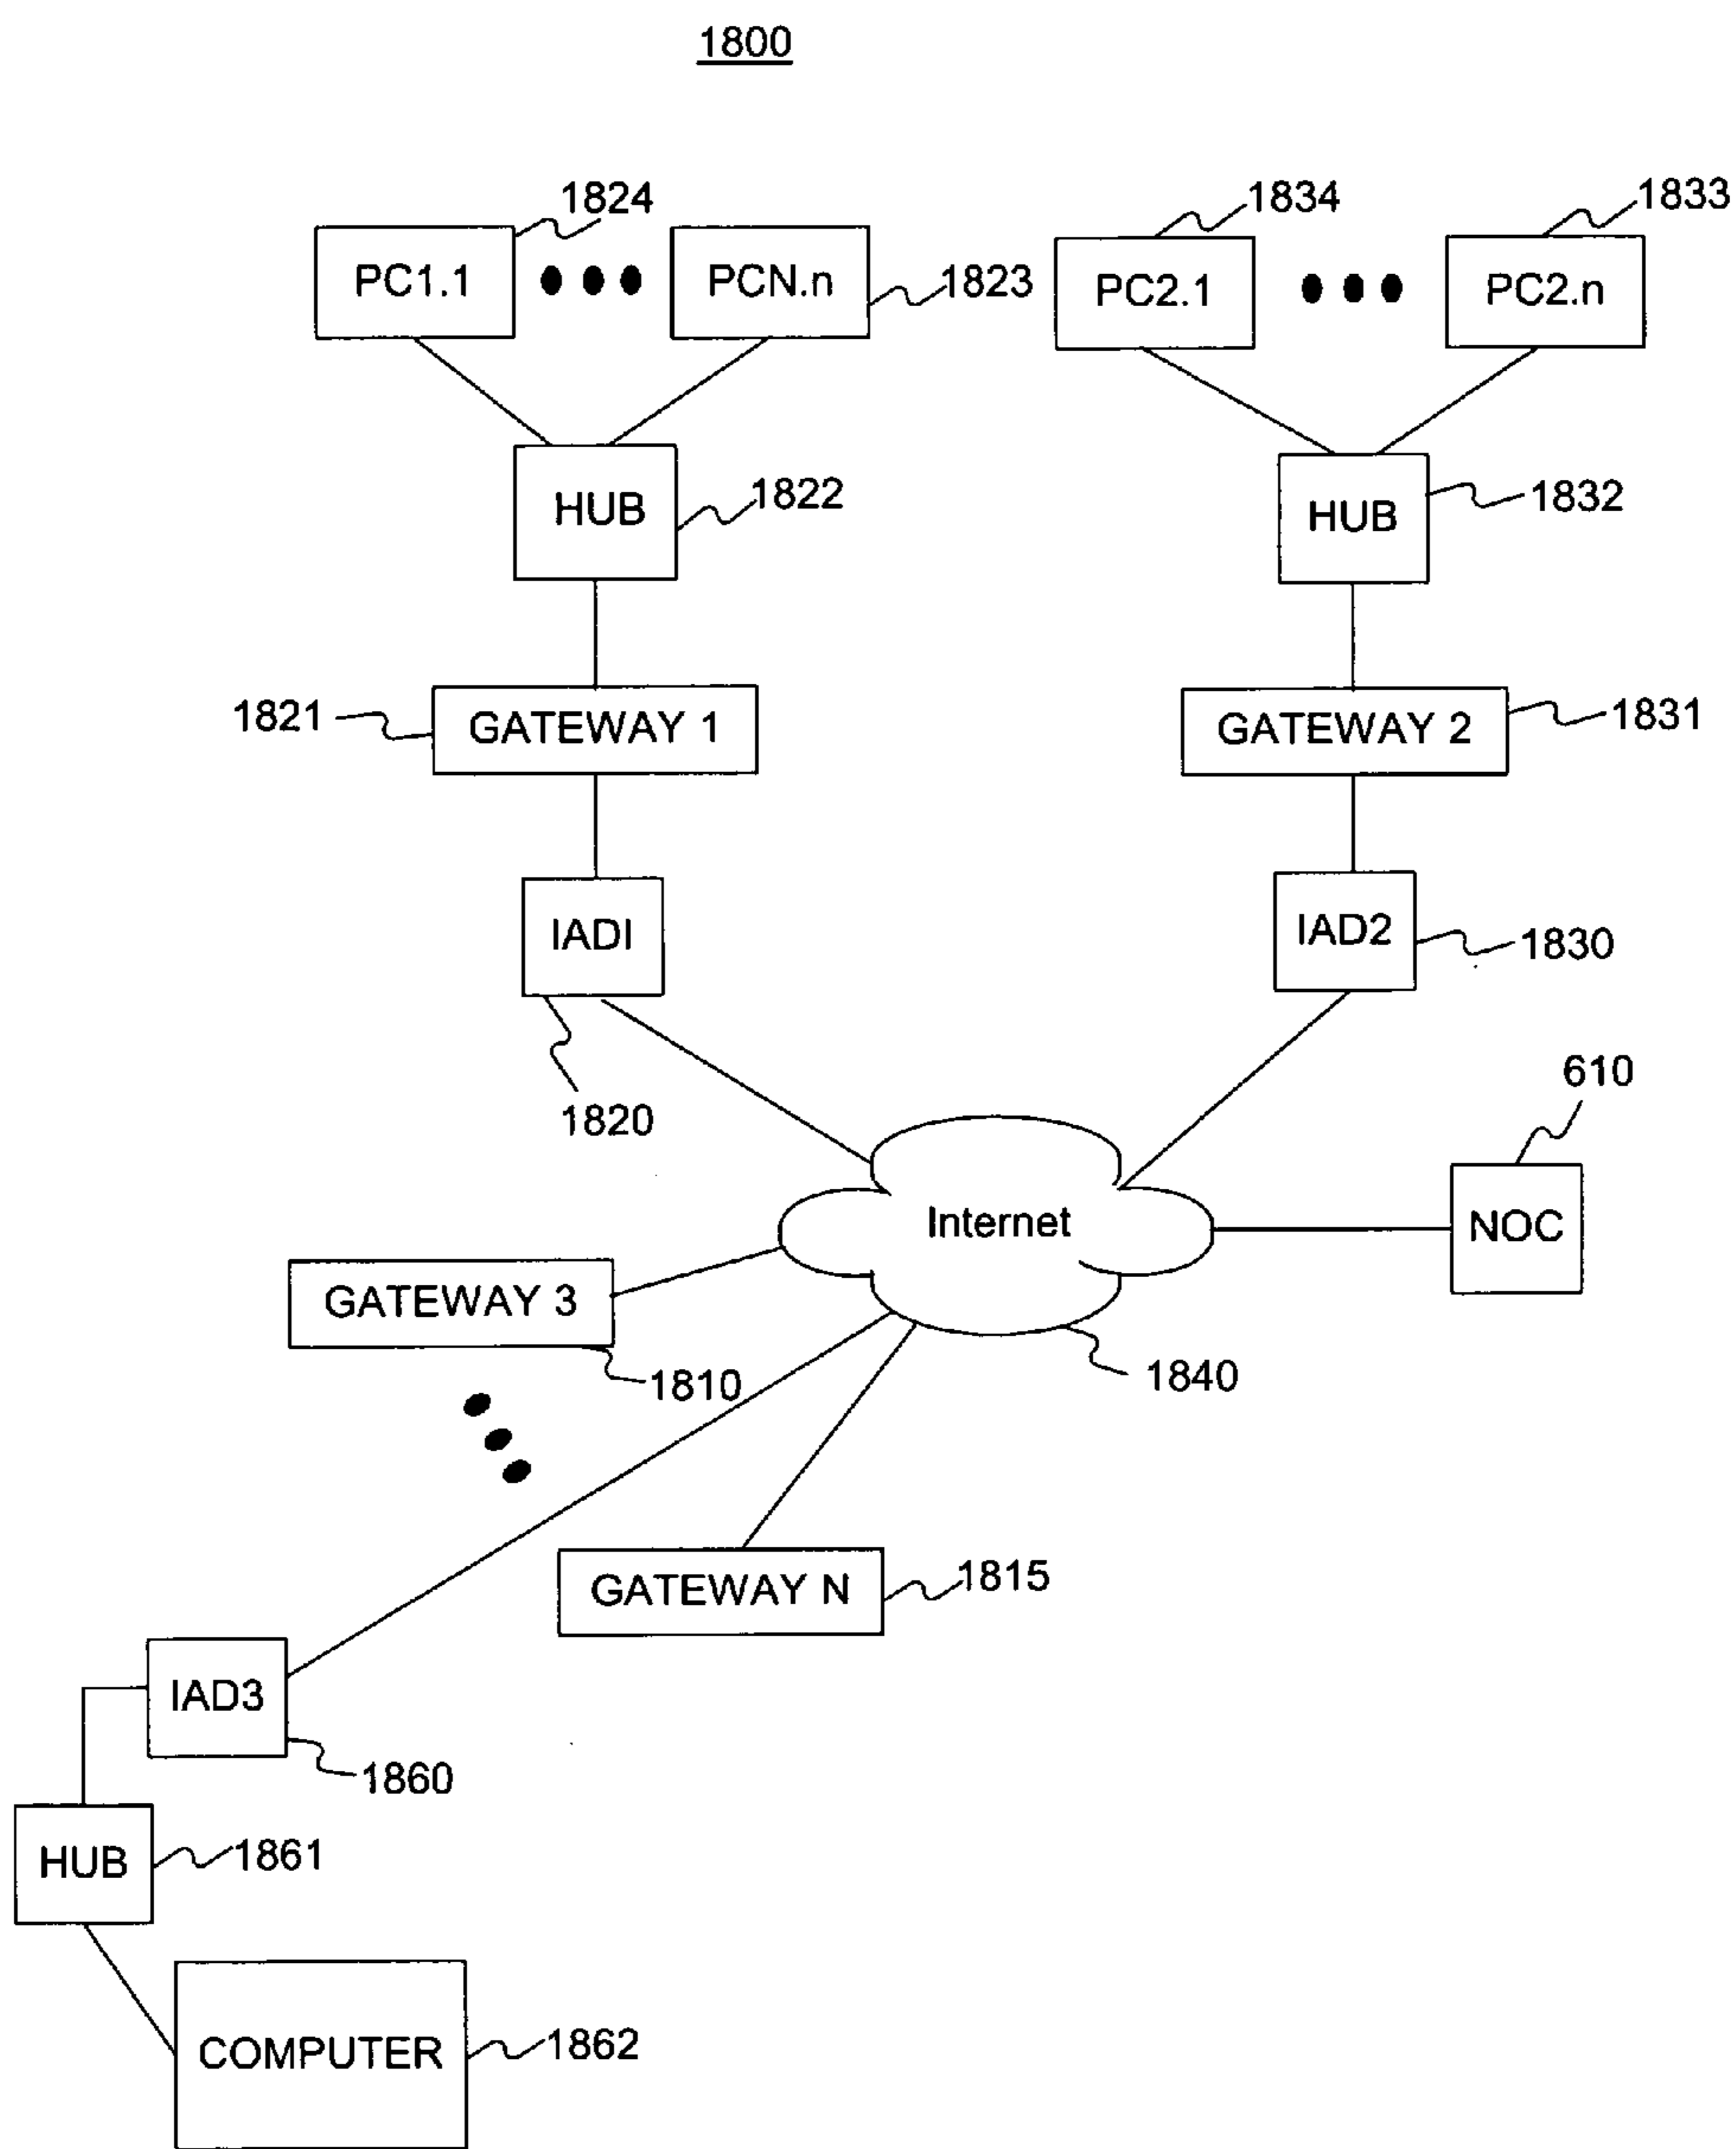 1800
1824
1834
1833
PC1.1
PCN.n
1823
PC2.1
PC2.n
HUB
1822
HUB
1832
1821
GATEWAY 1
GATEWAY 2
1831
IADI
IAD2
1830
1820
610
Internet
NOC
GATEWAY 3
1810
1840
GATEWAY N
1815
IAD3
1860
HUB
1861
COMPUTER
1862